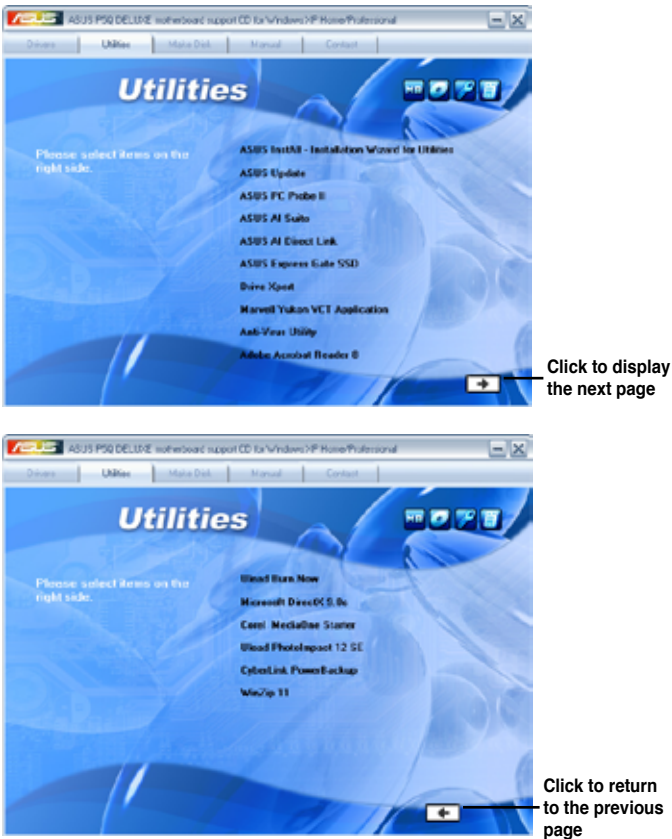 ASUS ASUS P5Q DELUXE motherboard support CD for Windows XP Home/Professional
Drivers Utilities Make Disk Manual Contact
Utilities
Please select items on the
right side.
ASUS InstAll - Installation Wizard for Utilities
ASUS Update
ASUS PC Probe II
ASUS AI Suite
ASUS AI Direct Link
ASUS Express Gate SSD
Drive Xpert
Marvell Yukon VCT Application
Anti-Virus Utility
Adobe Acrobat Reader 8
Click to display
the next page
ASUS ASUS P5Q DELUXE motherboard support CD for Windows XP Home/Professional
Drivers Utilities Make Disk Manual Contact
Utilities
Please select items on the
right side.
Ulead Burn Now
Microsoft DirectX 9.0c
Corel MediaOne Starter
Ulead PhotoImpact 12 SE
CyberLink PowerBackup
WinZip 11
Click to return
to the previous
page